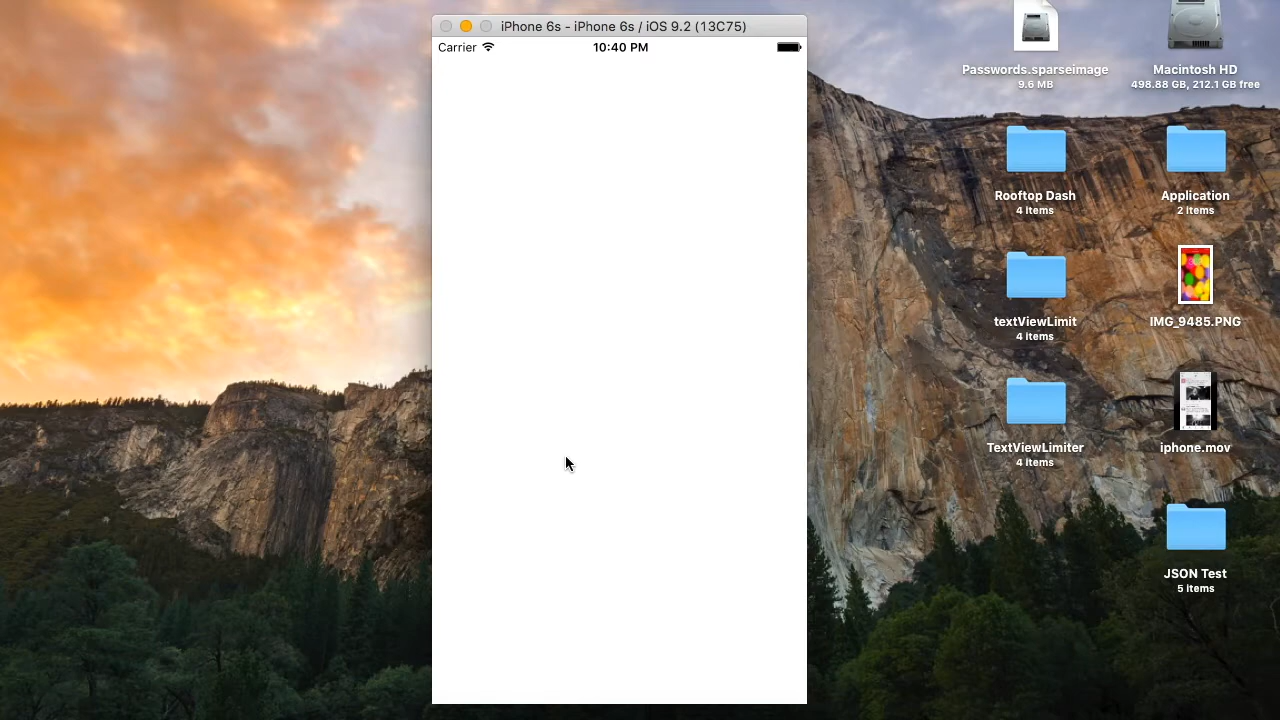 iPhone 6s - iPhone 6s / iOS 9.2 (13C75)
Carrier 10:40 PM
Passwords.sparseimage
9.6 MB
Macintosh HD
498.88 GB, 212.1 GB free
Rooftop Dash
4 items
Application
2 items
textViewLimit
4 items
IMG_9485.PNG
TextViewLimiter
4 items
iphone.mov
JSON Test
5 items